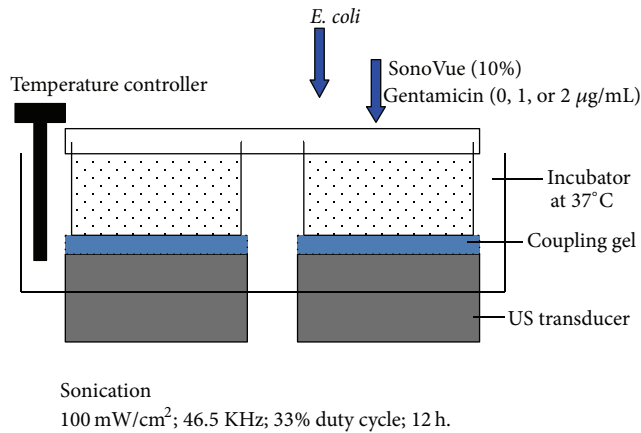 E. coli
SonoVue (10%)
Gentamicin (0, 1, or 2 μg/mL)
Temperature controller
Incubator
at 37°C
Coupling gel
US transducer
Sonication
100 mW/cm²; 46.5 KHz; 33% duty cycle; 12 h.